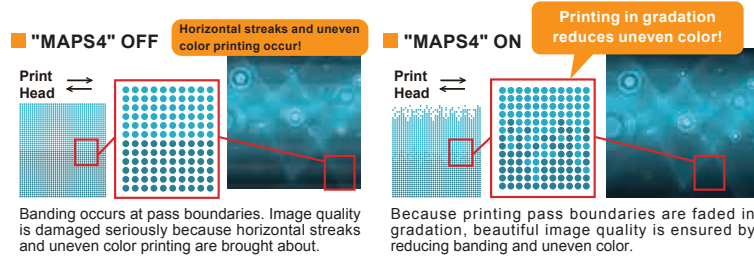 "MAPS4" OFF
Horizontal streaks and uneven
color printing occur!
Print
Head
Banding occurs at pass boundaries. Image quality
is damaged seriously because horizontal streaks
and uneven color printing are brought about.
"MAPS4" ON
Printing in gradation
reduces uneven color!
Print
Head
Because printing pass boundaries are faded in
gradation, beautiful image quality is ensured by
reducing banding and uneven color.